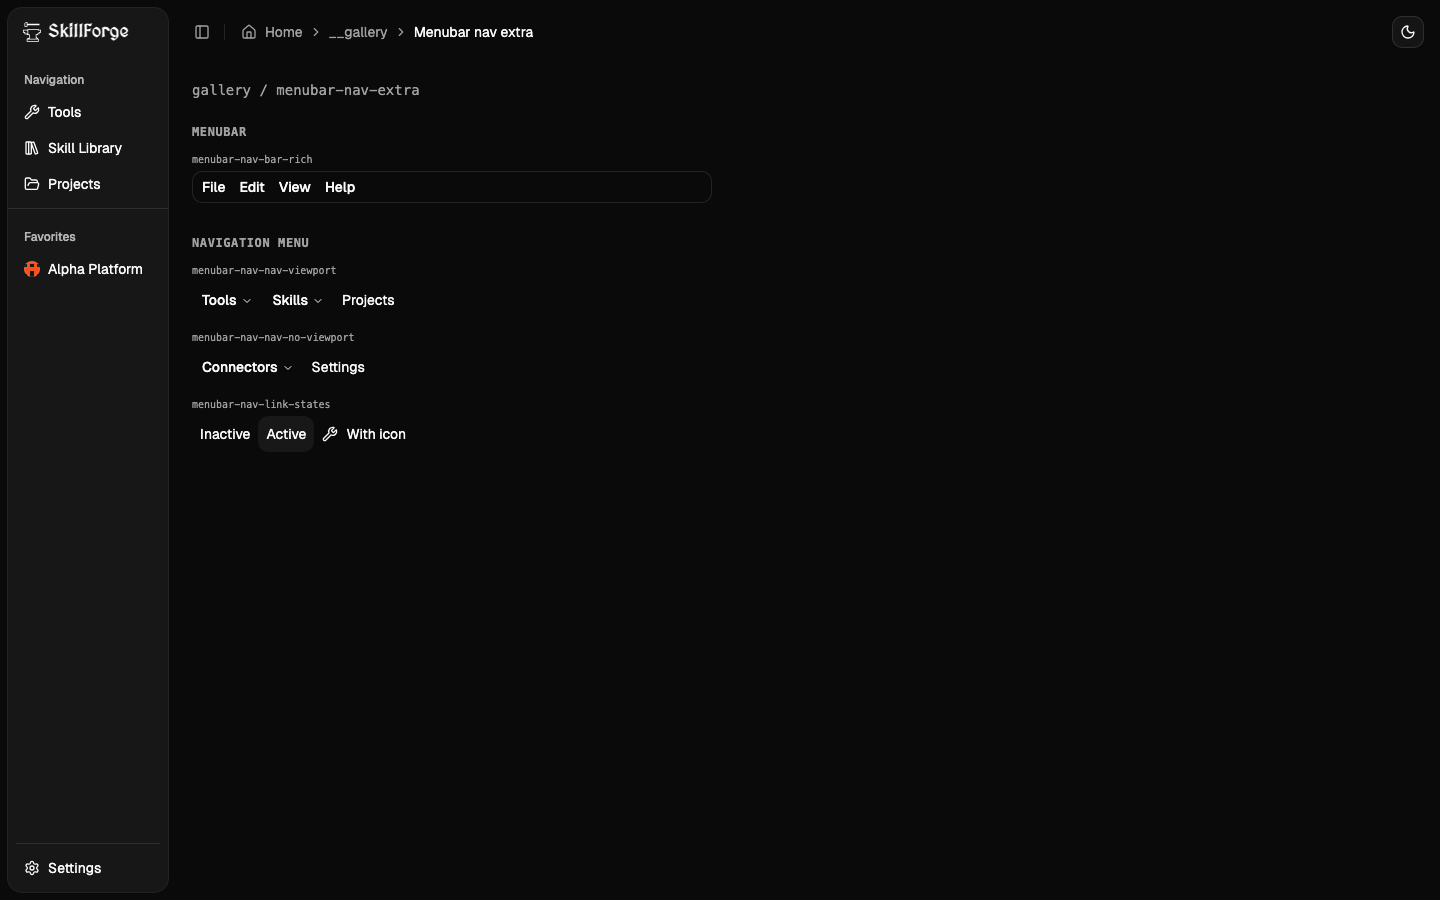 SkillForge
Navigation
Tools
Skill Library
Projects
Favorites
Alpha Platform
Settings
Home > __gallery > Menubar nav extra
gallery / menubar-nav-extra
MENUBAR
menubar-nav-bar-rich
File Edit View Help
NAVIGATION MENU
menubar-nav-nav-viewport
Tools Skills Projects
menubar-nav-nav-no-viewport
Connectors Settings
menubar-nav-link-states
Inactive Active With icon